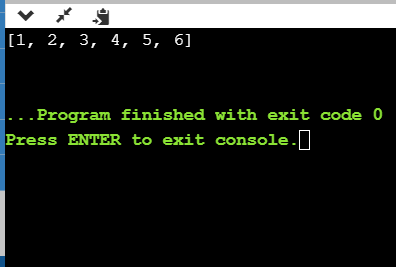 [1, 2, 3, 4, 5, 6]
...Program finished with exit code 0
Press ENTER to exit console.